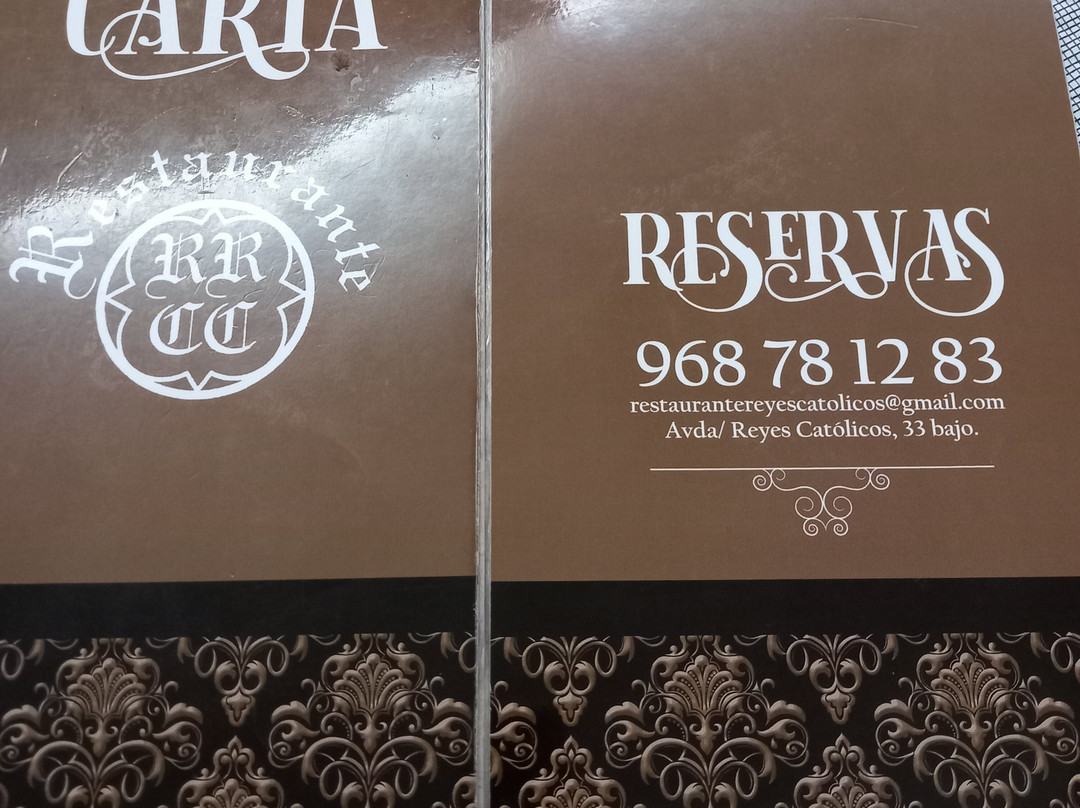 CARTA
Restaurante
RR
CC
RESERVAS
968 78 12 83
restaurantereyescatolicos@gmail.com
Avda/ Reyes Católicos, 33 bajo.